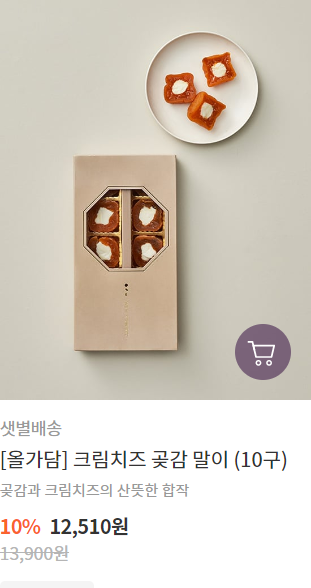 샛별배송
[올가담] 크림치즈 곶감 말이 (10구)
곶감과 크림치즈의 산뜻한 합작
10% 12,510원
13,900원